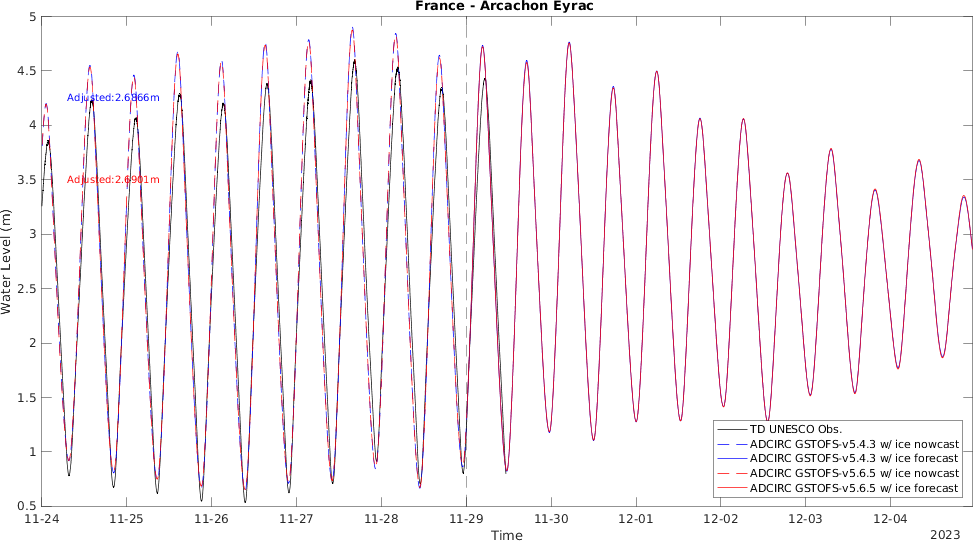 France - Arcachon Eyrac
Water Level (m)
5
4.5
4
3.5
3
2.5
2
1.5
1
0.5
Adjusted:2.6866m
Adjusted:2.6901m
TD UNESCO Obs.
ADCIRC GSTOFS-v5.4.3 w/ ice nowcast
ADCIRC GSTOFS-v5.4.3 w/ ice forecast
ADCIRC GSTOFS-v5.6.5 w/ ice nowcast
ADCIRC GSTOFS-v5.6.5 w/ ice forecast
11-24 11-25 11-26 11-27 11-28 11-29 11-30 12-01 12-02 12-03 12-04
Time
2023